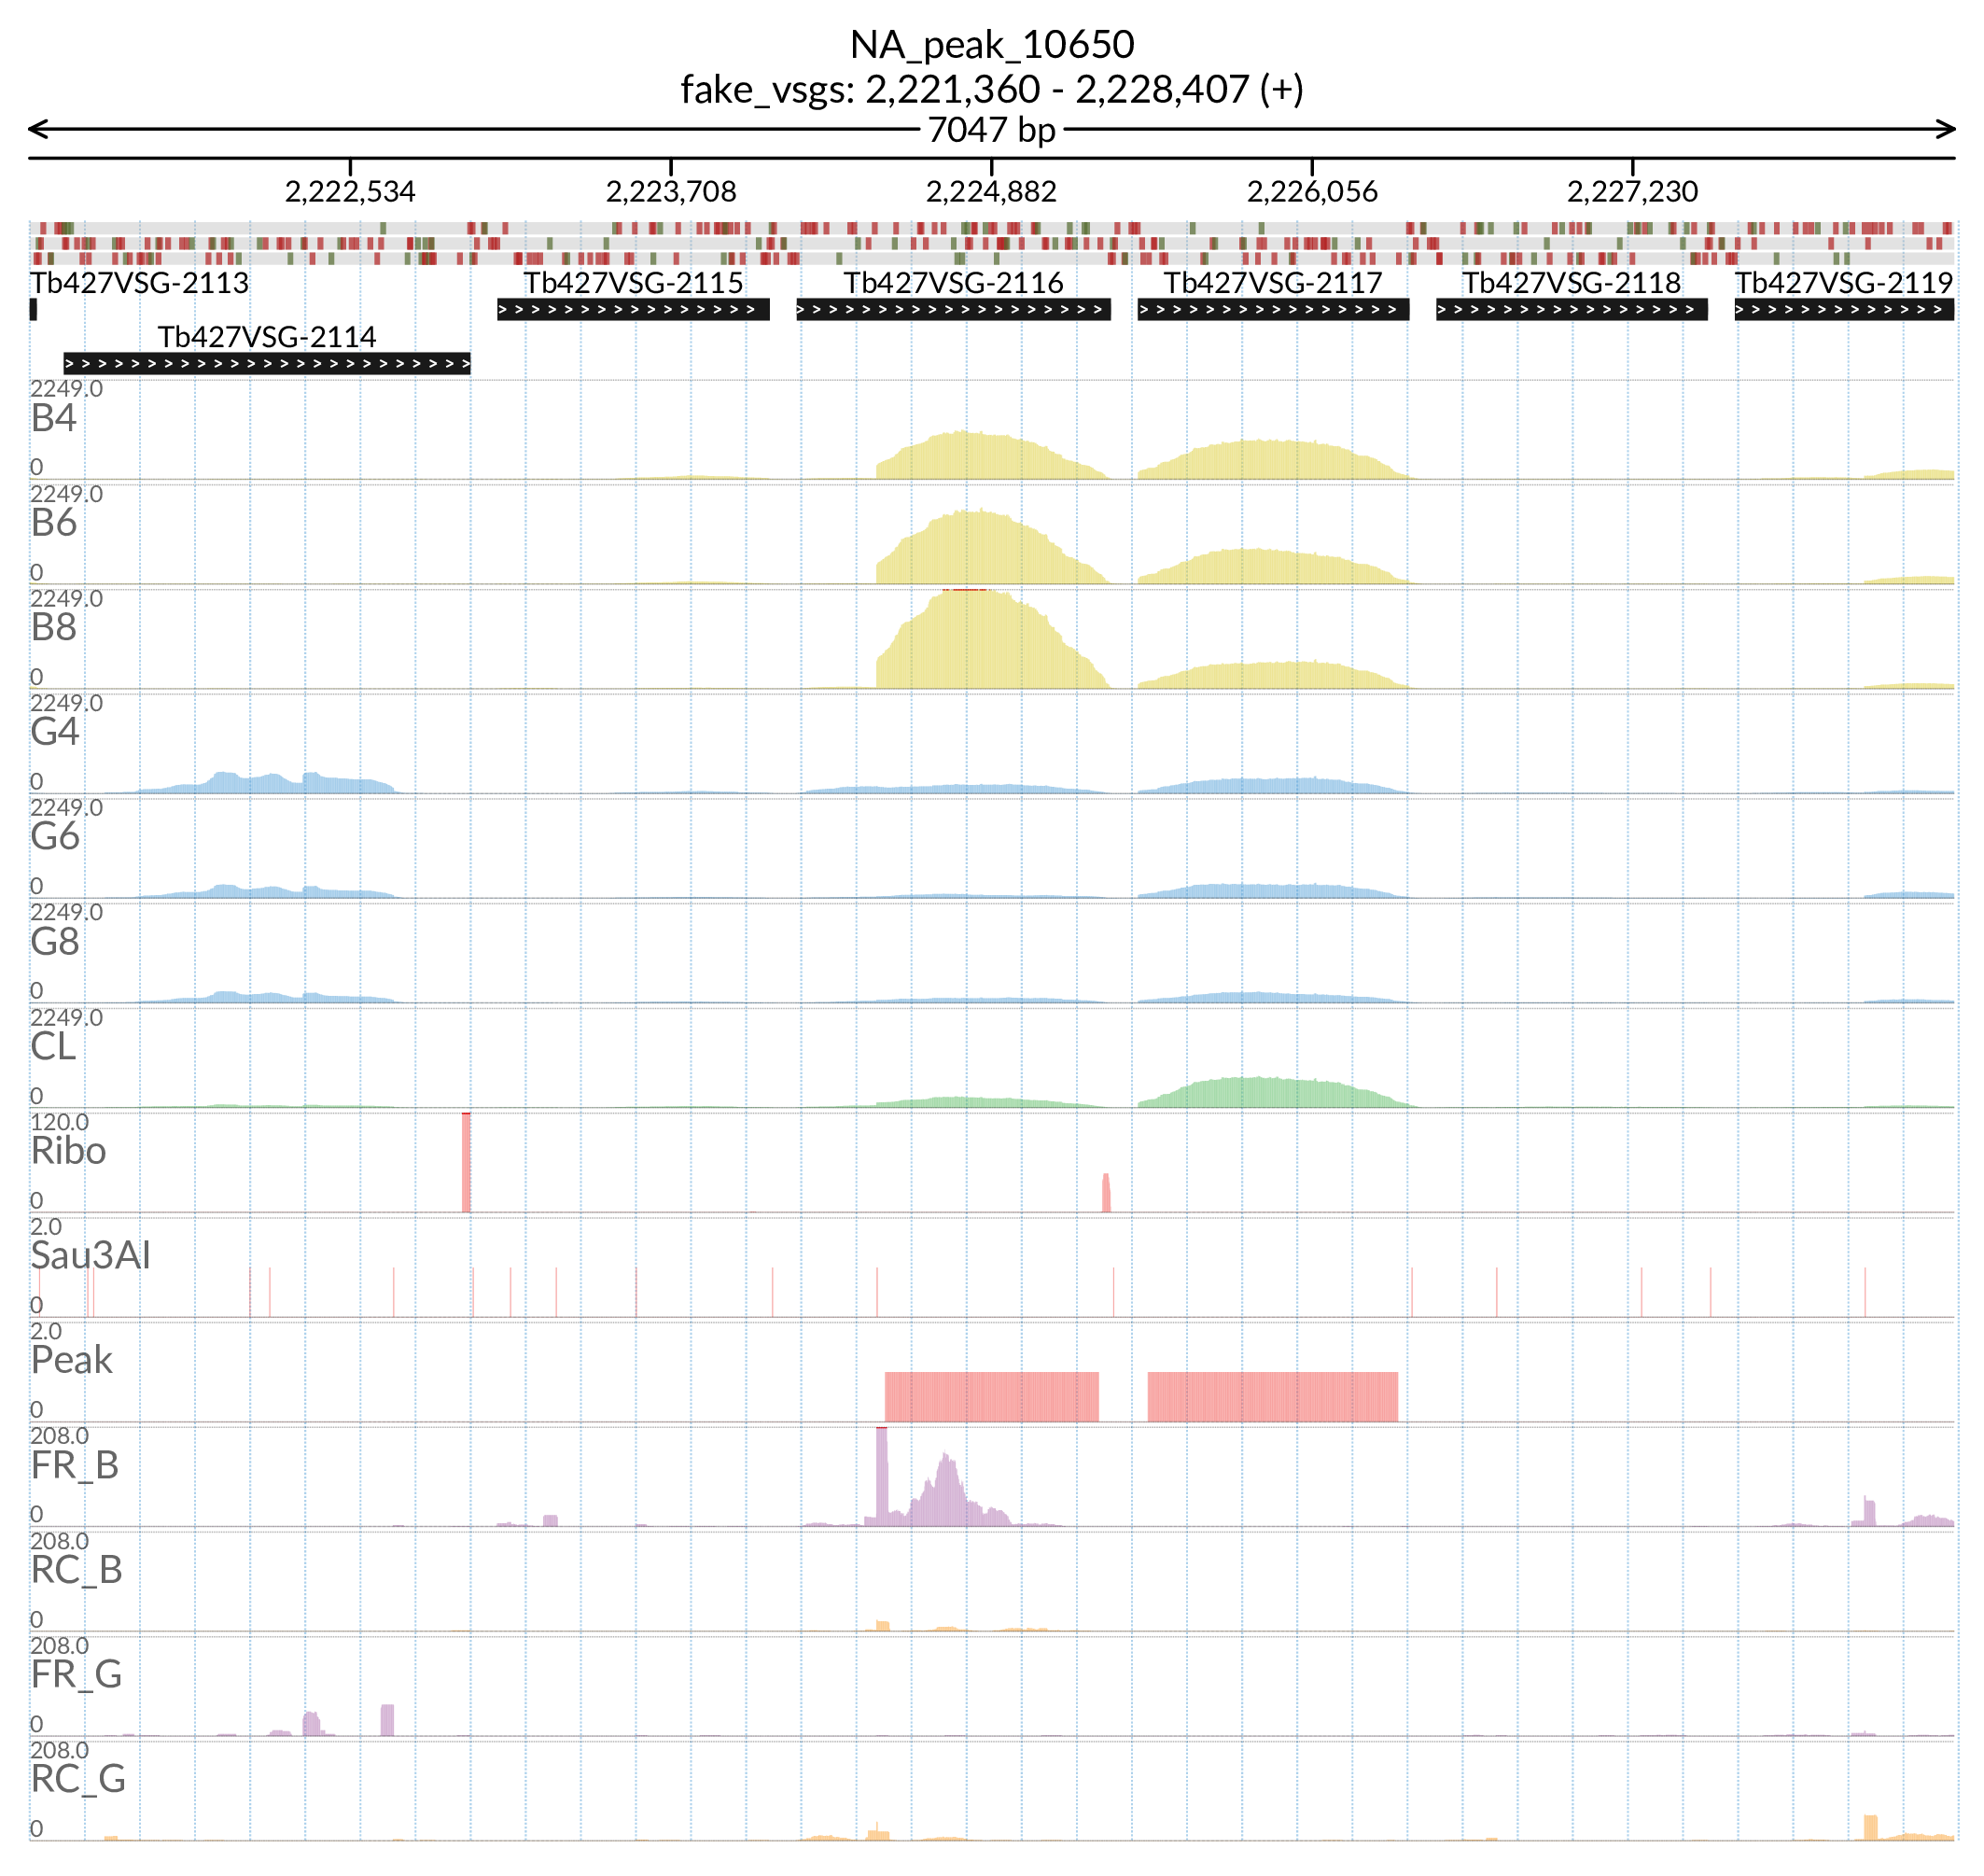 NA_peak_10650
fake_vsgs: 2,221,360 - 2,228,407 (+)
7047 bp
2,222,534 2,223,708 2,224,882 2,226,056 2,227,230
Tb427VSG-2113 Tb427VSG-2115 Tb427VSG-2116 Tb427VSG-2117 Tb427VSG-2118 Tb427VSG-2119
Tb427VSG-2114
2249.0
B4
0
2249.0
B6
0
2249.0
B8
0
2249.0
G4
0
2249.0
G6
0
2249.0
G8
0
2249.0
CL
0
120.0
Ribo
0
2.0
Sau3AI
0
2.0
Peak
0
208.0
FR_B
0
208.0
RC_B
0
208.0
FR_G
0
208.0
RC_G
0